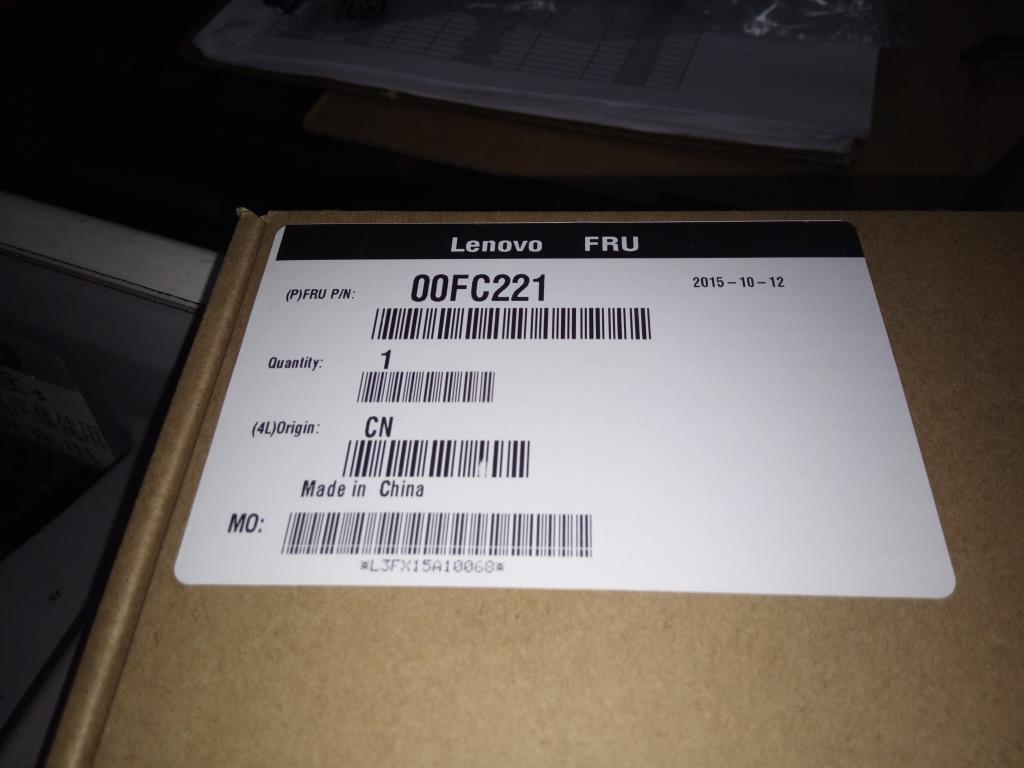 Lenovo FRU
(P)FRU P/N: 00FC221 2015-10-12
Quantity: 1
(4L)Origin: CN
Made in China
MO:
*L3FX15A10068*